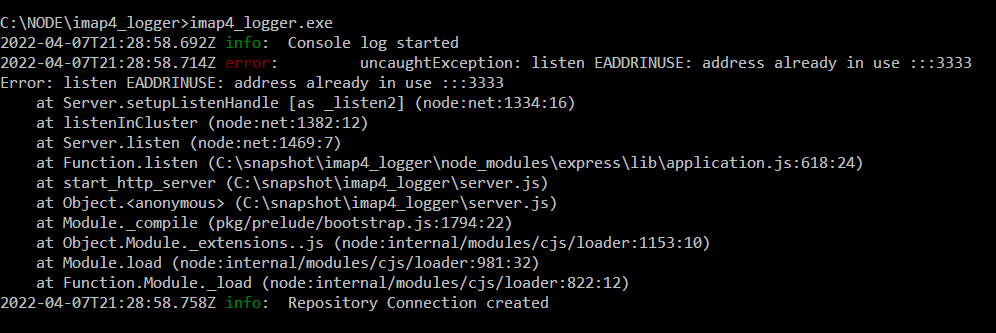 C:\NODE\imap4_logger>imap4_logger.exe
2022-04-07T21:28:58.692Z info:  Console log started
2022-04-07T21:28:58.714Z error:         uncaughtException: listen EADDRINUSE: address already in use :::3333
Error: listen EADDRINUSE: address already in use :::3333
    at Server.setupListenHandle [as _listen2] (node:net:1334:16)
    at listenInCluster (node:net:1382:12)
    at Server.listen (node:net:1469:7)
    at Function.listen (C:\snapshot\imap4_logger\node_modules\express\lib\application.js:618:24)
    at start_http_server (C:\snapshot\imap4_logger\server.js)
    at Object.<anonymous> (C:\snapshot\imap4_logger\server.js)
    at Module._compile (pkg/prelude/bootstrap.js:1794:22)
    at Object.Module._extensions..js (node:internal/modules/cjs/loader:1153:10)
    at Module.load (node:internal/modules/cjs/loader:981:32)
    at Function.Module._load (node:internal/modules/cjs/loader:822:12)
2022-04-07T21:28:58.758Z info:  Repository Connection created